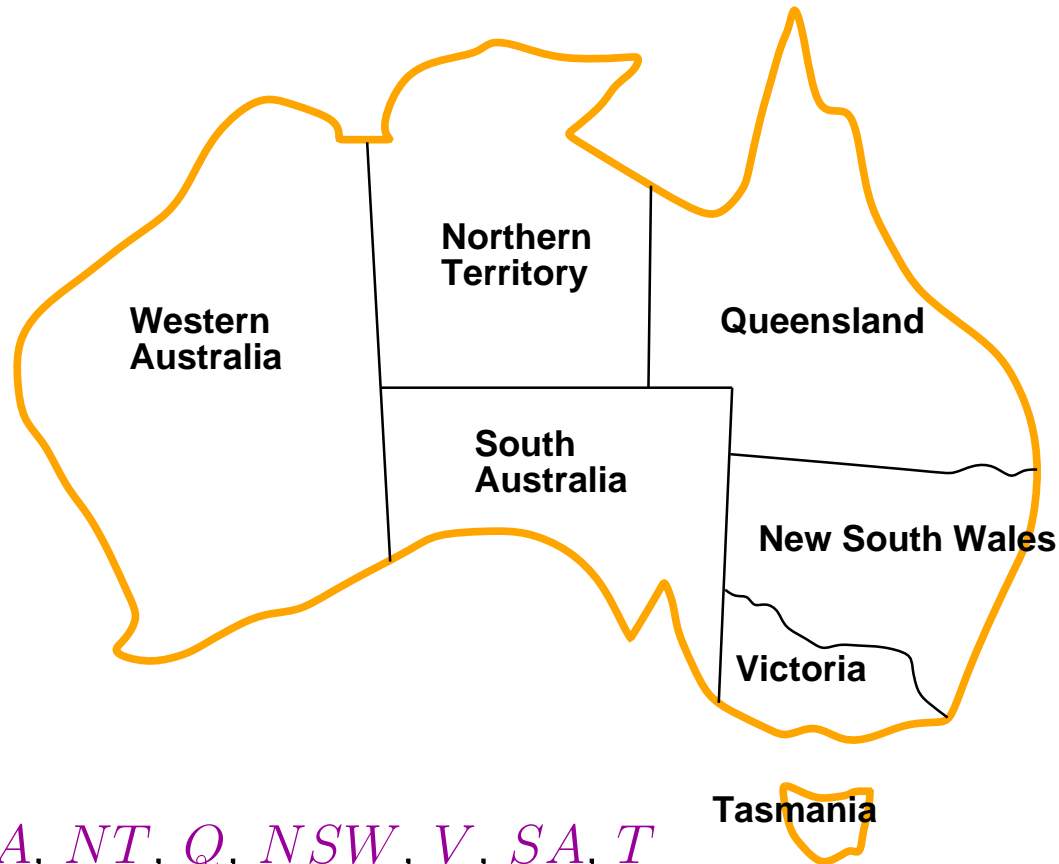 Northern
Territory
Western
Australia
Queensland
South
Australia
New South Wales
Victoria
Tasmania
A, NT, Q, NSW, V, SA, T